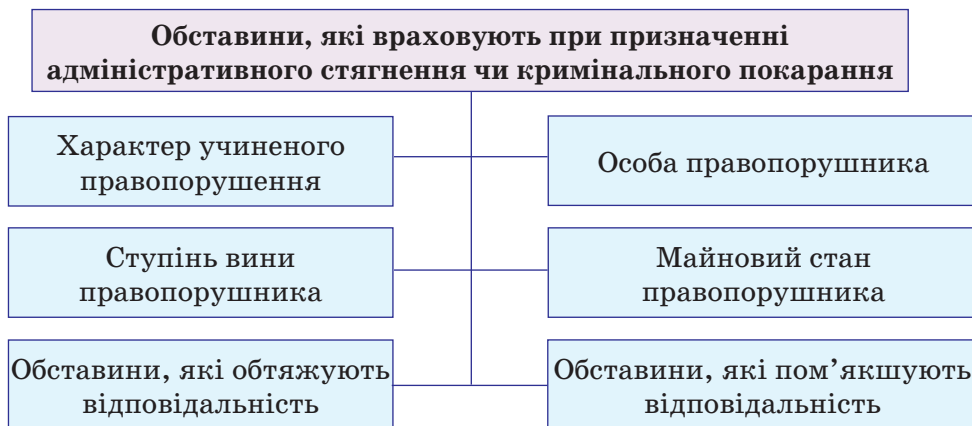 Обставини, які враховують при призначенні
адміністративного стягнення чи кримінального покарання
Характер учиненого
правопорушення
Особа правопорушника
Ступінь вини
правопорушника
Майновий стан
правопорушника
Обставини, які обтяжують
відповідальність
Обставини, які пом’якшують
відповідальність